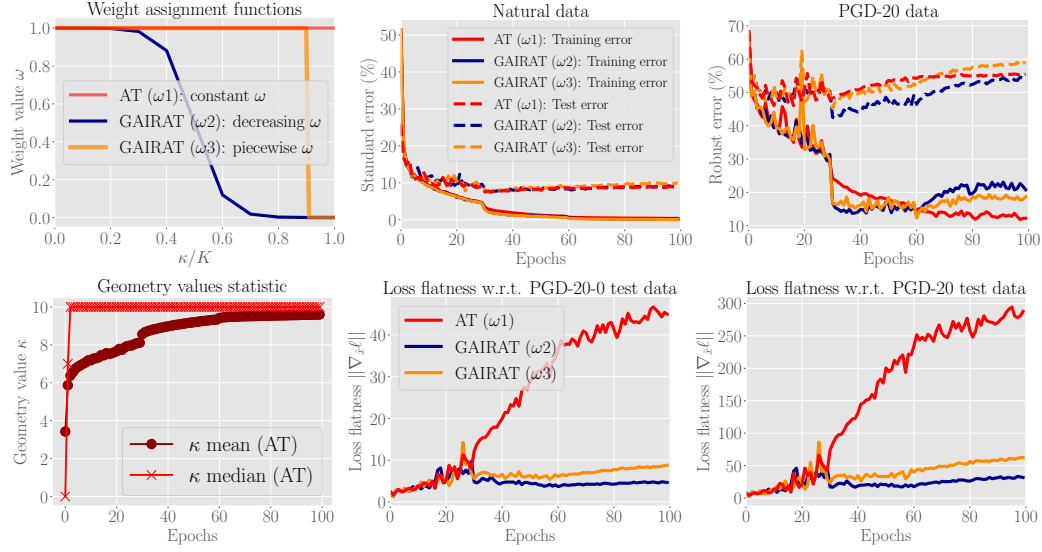 Weight assignment functions
Weight value ω
1.0
0.8
0.6
0.4
0.2
0.0
AT (ω1): constant ω
GAIRAT (ω2): decreasing ω
GAIRAT (ω3): piecewise ω
0.0 0.2 0.4 0.6 0.8 1.0
κ/K
Natural data
Standard error (%)
50
40
30
20
10
0
AT (ω1): Training error
GAIRAT (ω2): Training error
GAIRAT (ω3): Training error
AT (ω1): Test error
GAIRAT (ω2): Test error
GAIRAT (ω3): Test error
0 20 40 60 80 100
Epochs
PGD-20 data
Robust error (%)
70
60
50
40
30
20
10
0 20 40 60 80 100
Epochs
Geometry values statistic
Geometry value κ
10
8
6
4
2
0
κ mean (AT)
κ median (AT)
0 20 40 60 80 100
Epochs
Loss flatness w.r.t. PGD-20-0 test data
Loss flatness ||∇x̃ℓ||
40
30
20
10
0
AT (ω1)
GAIRAT (ω2)
GAIRAT (ω3)
0 20 40 60 80 100
Epochs
Loss flatness w.r.t. PGD-20 test data
Loss flatness ||∇x̃ℓ||
300
250
200
150
100
50
0
0 20 40 60 80 100
Epochs